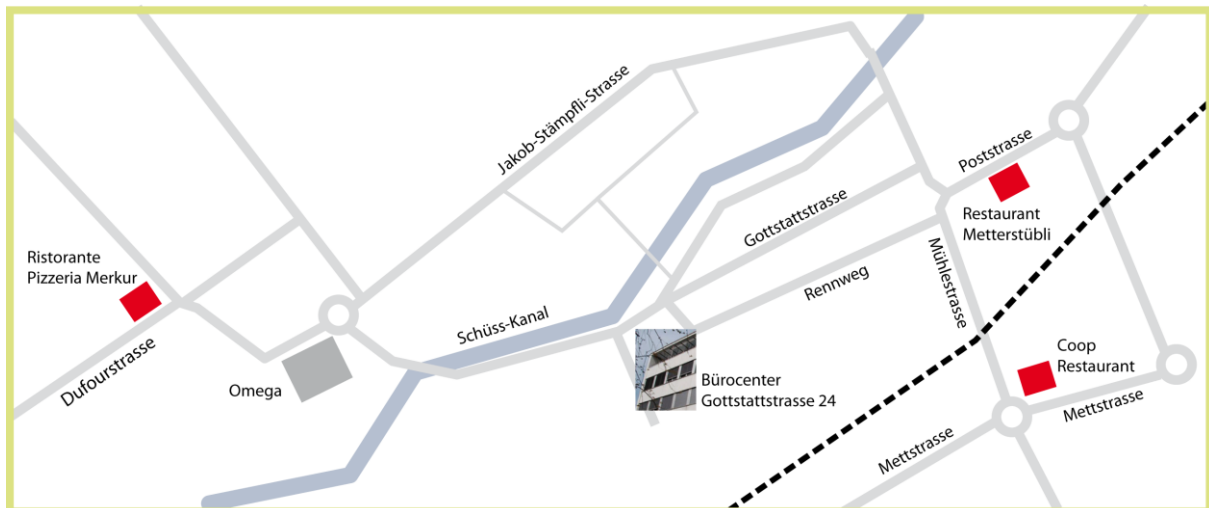 Jakob-Stämpfli-Strasse
Poststrasse
Restaurant
Metterstübli
Gottstattstrasse
Ristorante
Pizzeria Merkur
Rennweg
Mühlestrasse
Schüss-Kanal
Dufourstrasse
Omega
Coop
Restaurant
Bürocenter
Gottstattstrasse 24
Mettstrasse
Mettstrasse